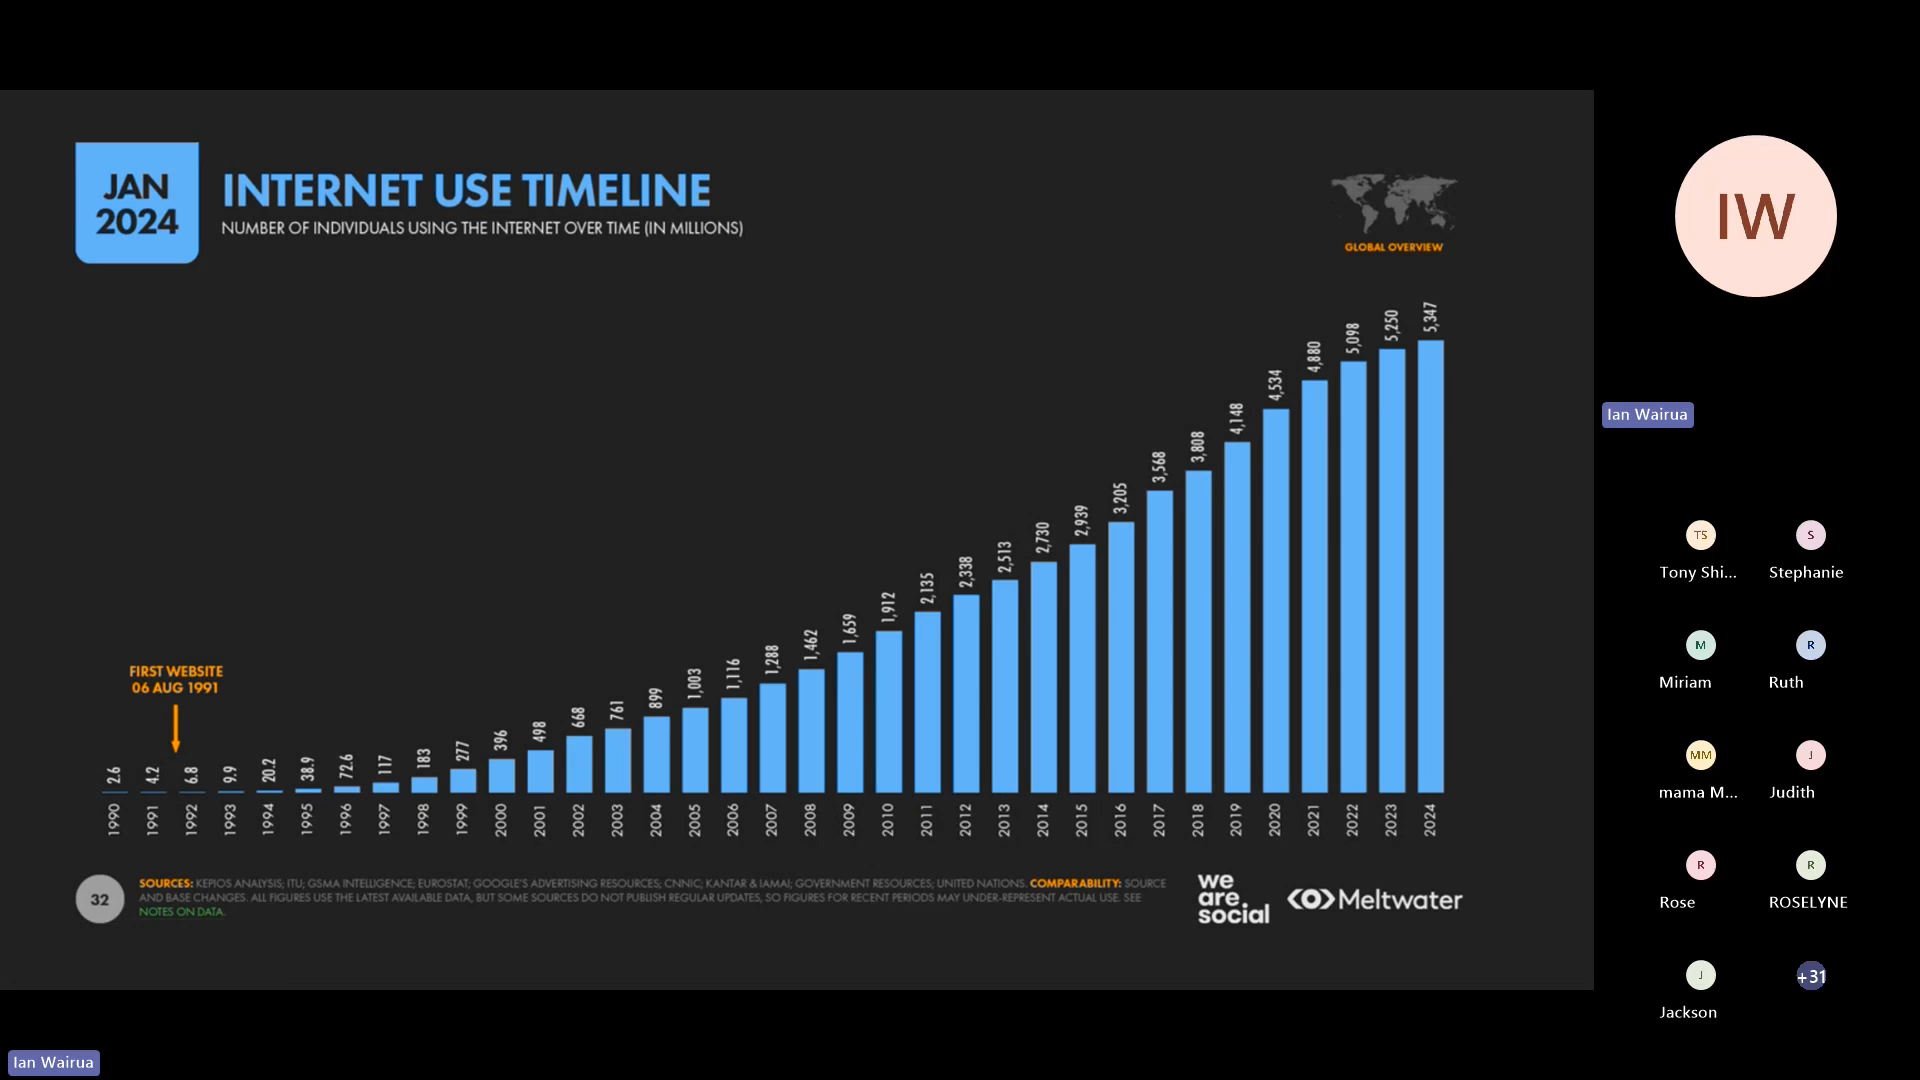 JAN
2024
INTERNET USE TIMELINE
NUMBER OF INDIVIDUALS USING THE INTERNET OVER TIME (IN MILLIONS)
GLOBAL OVERVIEW
FIRST WEBSITE
06 AUG 1991
2.6
4.2
6.8
9.9
20.2
38.9
72.6
117
183
277
396
498
668
761
899
1,003
1,116
1,288
1,462
1,659
1,912
2,135
2,338
2,513
2,730
2,939
3,205
3,568
3,808
4,148
4,534
4,880
5,098
5,250
5,347
1990
1991
1992
1993
1994
1995
1996
1997
1998
1999
2000
2001
2002
2003
2004
2005
2006
2007
2008
2009
2010
2011
2012
2013
2014
2015
2016
2017
2018
2019
2020
2021
2022
2023
2024
32
SOURCES: KEPIOS ANALYSIS; ITU; GSMA INTELLIGENCE; EUROSTAT; GOOGLE'S ADVERTISING RESOURCES; CNNIC; KANTAR & IAMAI; GOVERNMENT RESOURCES; UNITED NATIONS. COMPARABILITY: SOURCE
AND BASE CHANGES. ALL FIGURES USE THE LATEST AVAILABLE DATA, BUT SOME SOURCES DO NOT PUBLISH REGULAR UPDATES, SO FIGURES FOR RECENT PERIODS MAY UNDER-REPRESENT ACTUAL USE. SEE
NOTES ON DATA.
we
are
social
Meltwater
IW
Ian Wairua
TS
Tony Shi...
S
Stephanie
M
Miriam
R
Ruth
MM
mama M...
J
Judith
R
Rose
R
ROSELYNE
J
Jackson
+31
Ian Wairua